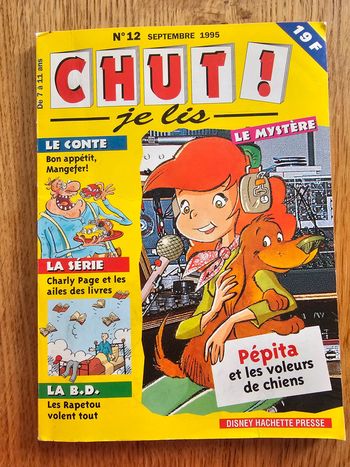 N°12 SEPTEMBRE 1995
19F
De 7 à 11 ans
CHUT!
je lis
LE CONTE
Bon appétit,
Mangefer!
LE MYSTÈRE
LA SÉRIE
Charly Page et les
ailes des livres
LA B.D.
Les Rapetou
volent tout
Pépita
et les voleurs
de chiens
DISNEY HACHETTE PRESSE